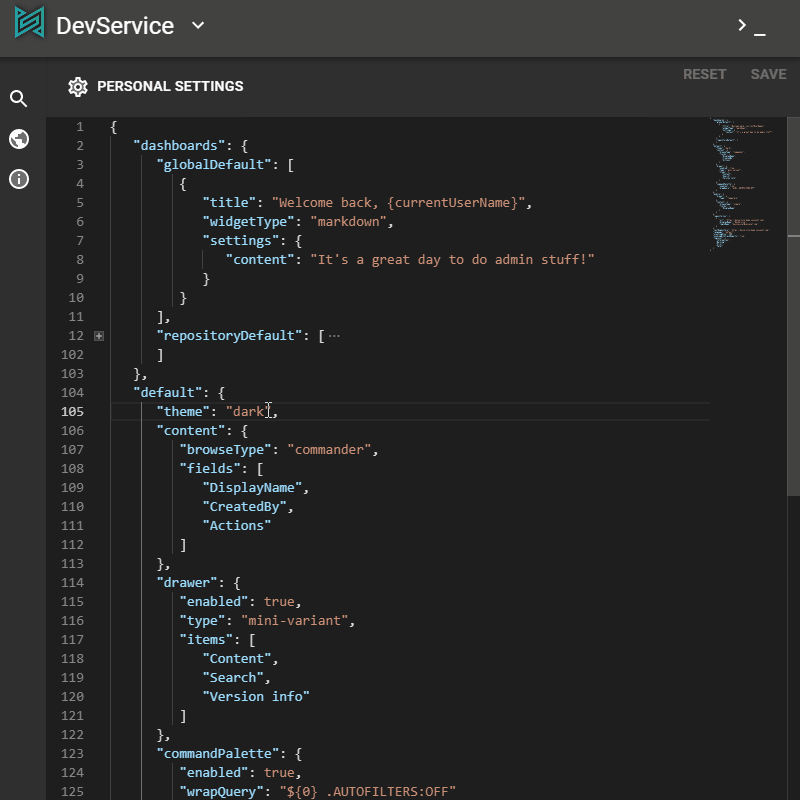 DevService
>_
PERSONAL SETTINGS
RESET SAVE
1 {
2 "dashboards": {
3 "globalDefault": [
4 {
5 "title": "Welcome back, {currentUserName}",
6 "widgetType": "markdown",
7 "settings": {
8 "content": "It's a great day to do admin stuff!"
9 }
10 }
11 ],
12 "repositoryDefault": [ ···
102 ]
103 },
104 "default": {
105 "theme": "dark",
106 "content": {
107 "browseType": "commander",
108 "fields": [
109 "DisplayName",
110 "CreatedBy",
111 "Actions"
112 ]
113 },
114 "drawer": {
115 "enabled": true,
116 "type": "mini-variant",
117 "items": [
118 "Content",
119 "Search",
120 "Version info"
121 ]
122 },
123 "commandPalette": {
124 "enabled": true,
125 "wrapQuery": "${0} .AUTOFILTERS:OFF"